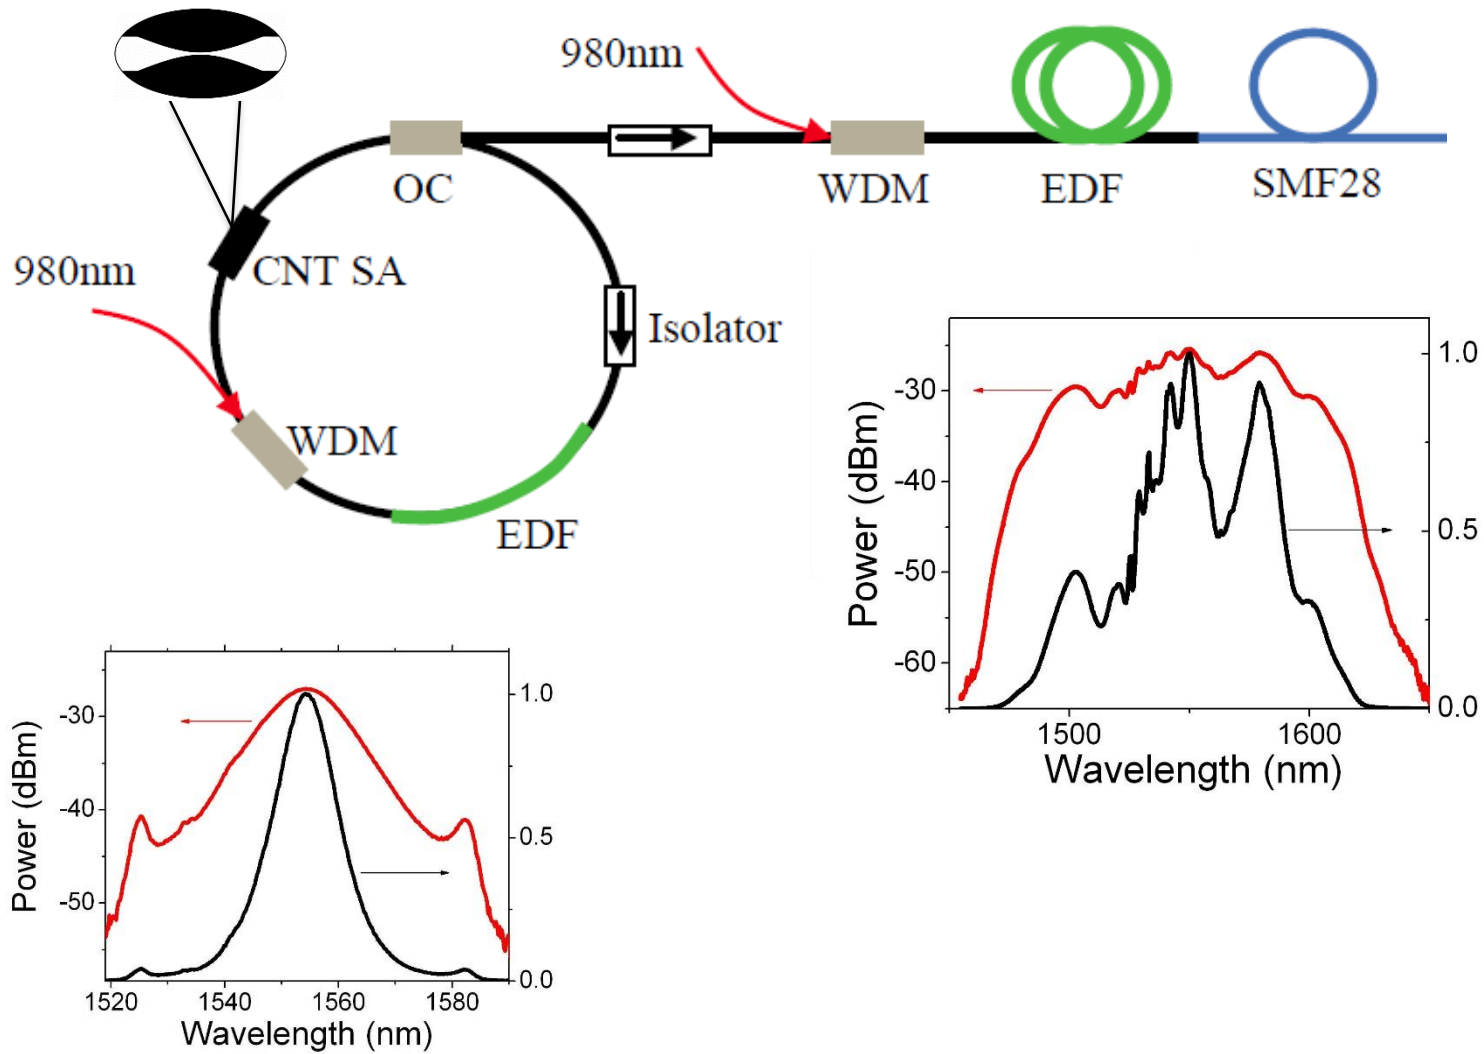 980nm
OC
WDM
EDF
SMF28
980nm
CNT SA
Isolator
WDM
EDF
Power (dBm)
-30
-40
-50
-60
1.0
0.5
0.0
1500
1600
Wavelength (nm)
Power (dBm)
-30
-40
-50
1.0
0.5
0.0
1520
1540
1560
1580
Wavelength (nm)